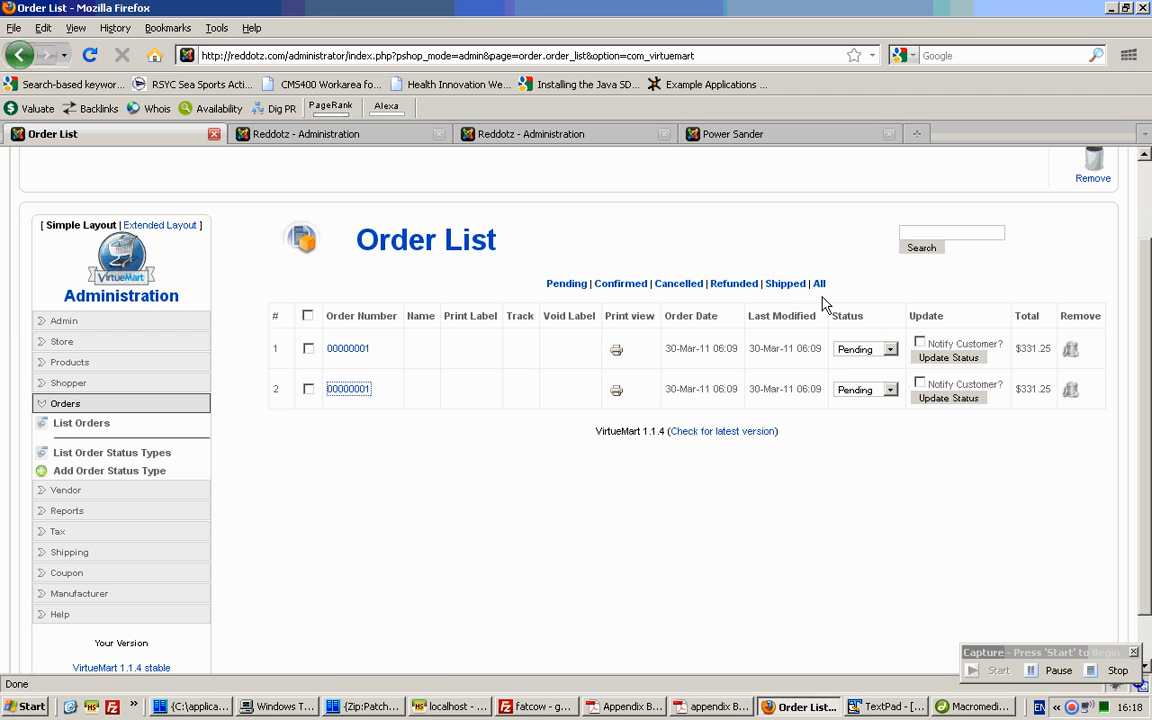 Order List - Mozilla Firefox
File Edit View History Bookmarks Tools Help
http://reddotz.com/administrator/index.php?pshop_mode=admin&page=order.order_list&option=com_virtuemart
Google
Search-based keywor... RSYC Sea Sports Acti... CMS400 Workarea fo... Health Innovation We... Installing the Java SD... Example Applications ...
Valuate Backlinks Whois Availability Dig PR PageRank Alexa
Order List Reddotz - Administration Reddotz - Administration Power Sander
Remove
[ Simple Layout | Extended Layout ]
VirtueMart
Administration
Admin
Store
Products
Shopper
Orders
List Orders
List Order Status Types
Add Order Status Type
Vendor
Reports
Tax
Shipping
Coupon
Manufacturer
Help
Your Version
VirtueMart 1.1.4 stable
Order List
Search
Pending | Confirmed | Cancelled | Refunded | Shipped | All
# Order Number Name Print Label Track Void Label Print view Order Date Last Modified Status Update Total Remove
1 00000001 30-Mar-11 06:09 30-Mar-11 06:09 Pending Notify Customer? Update Status $331.25
2 00000001 30-Mar-11 06:09 30-Mar-11 06:09 Pending Notify Customer? Update Status $331.25
VirtueMart 1.1.4 (Check for latest version)
Capture - Press 'Start' to Begin
Start Pause Stop
Done
Start {C:\applica... Windows T... {Zip:Patch... localhost - ... fatcow - g... Appendix B... appendix B... Order List... TextPad - [... Macromedi... EN 16:18